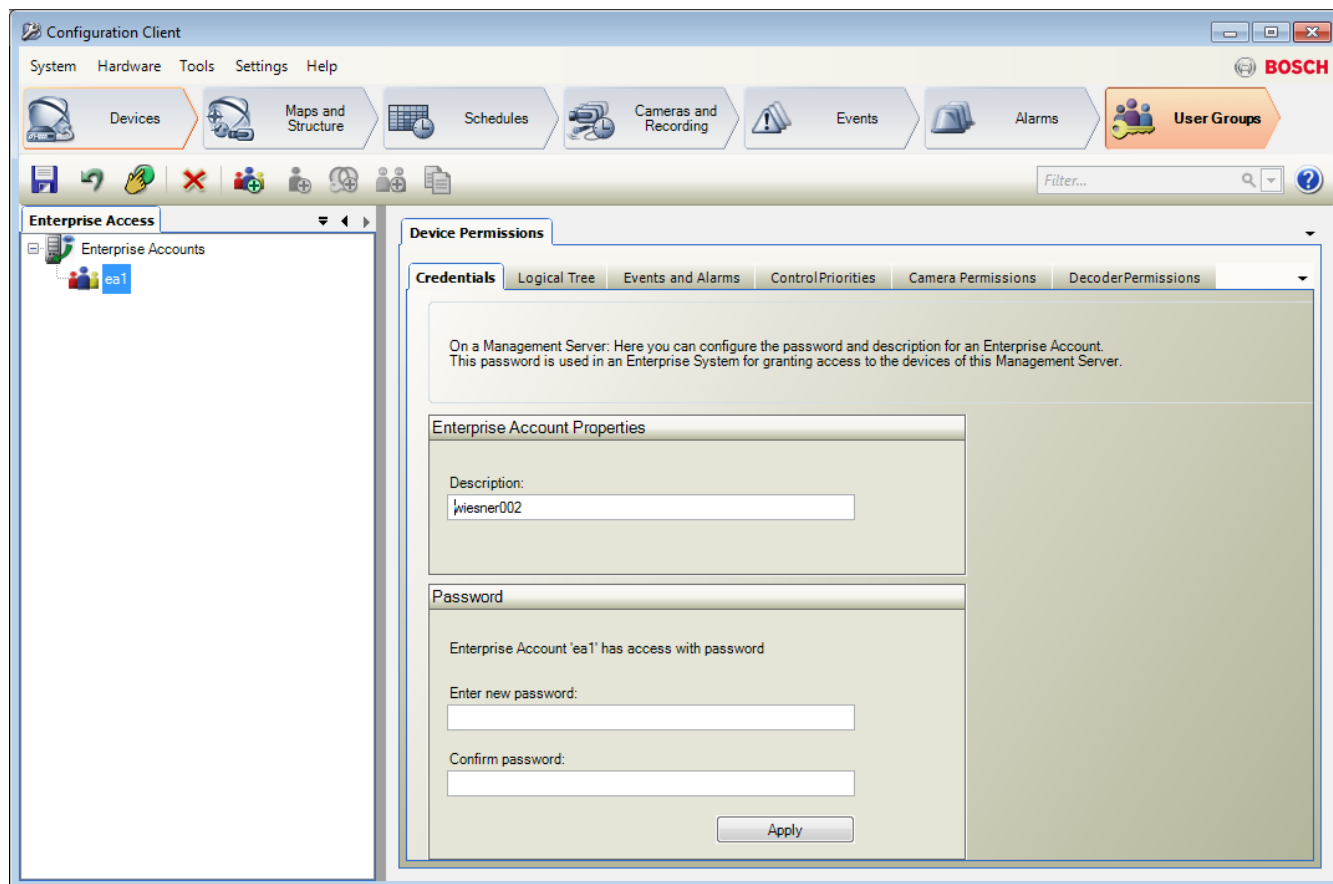 Configuration Client
System Hardware Tools Settings Help
BOSCH
Devices
Maps and
Structure
Schedules
Cameras and
Recording
Events
Alarms
User Groups
Filter...
Enterprise Access
Enterprise Accounts
ea1
Device Permissions
Credentials Logical Tree Events and Alarms ControlPriorities Camera Permissions DecoderPermissions
On a Management Server: Here you can configure the password and description for an Enterprise Account.
This password is used in an Enterprise System for granting access to the devices of this Management Server.
Enterprise Account Properties
Description:
wiesner002
Password
Enterprise Account 'ea1' has access with password
Enter new password:
Confirm password:
Apply